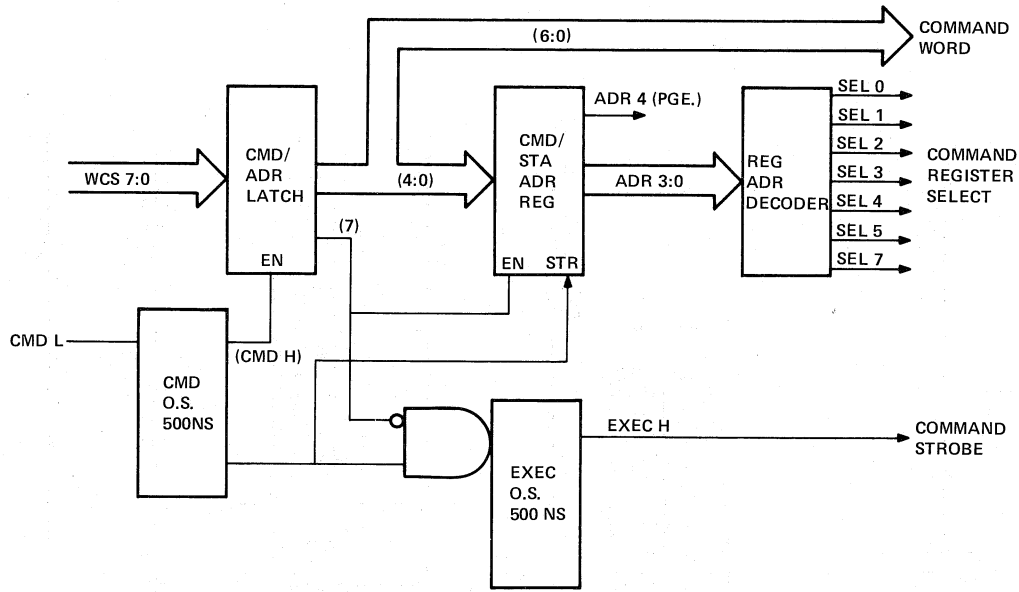 (6:0)
COMMAND
WORD
CMD/
ADR
LATCH
EN
WCS 7:0
(4:0)
(7)
CMD/
STA
ADR
REG
EN STR
ADR 4 (PGE.)
ADR 3:0
REG
ADR
DECODER
SEL 0
SEL 1
SEL 2
SEL 3
SEL 4
SEL 5
SEL 7
COMMAND
REGISTER
SELECT
CMD L
(CMD H)
CMD
O.S.
500NS
EXEC
O.S.
500 NS
EXEC H
COMMAND
STROBE